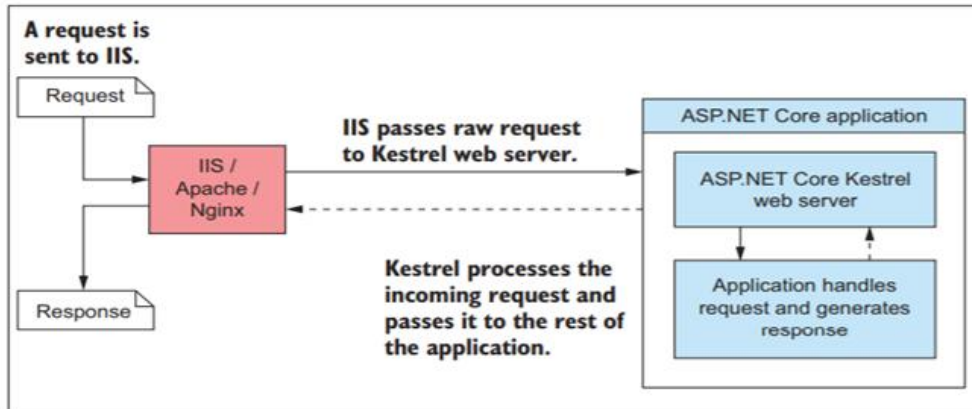 A request is
sent to IIS.
Request
IIS /
Apache /
Nginx
Response
IIS passes raw request
to Kestrel web server.
Kestrel processes the
incoming request and
passes it to the rest of
the application.
ASP.NET Core application
ASP.NET Core Kestrel
web server
Application handles
request and generates
response